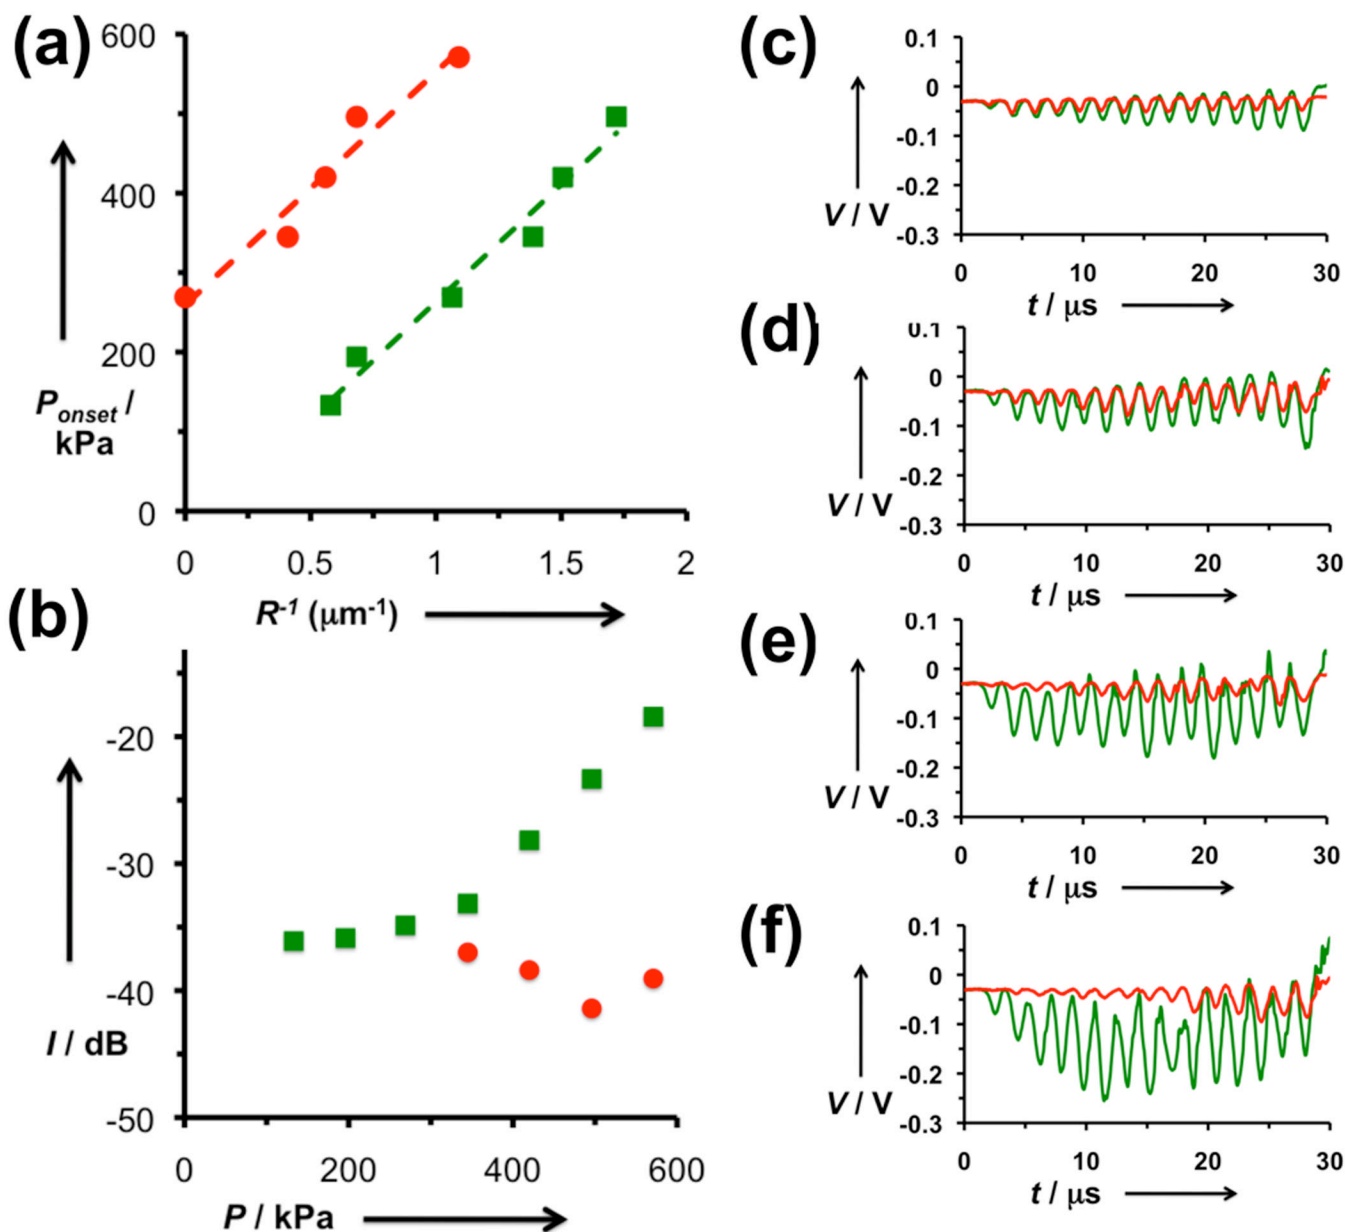 (a)
600
400
200
0
P_onset /
kPa
0 0.5 1 1.5 2
R⁻¹ (µm⁻¹)
(b)
-20
-30
-40
-50
I / dB
0 200 400 600
P / kPa
(c)
0.1
0
-0.1
-0.2
-0.3
V / V
0 10 20 30
t / µs
(d)
0.1
0
-0.1
-0.2
-0.3
V / V
0 10 20 30
t / µs
(e)
0.1
0
-0.1
-0.2
-0.3
V / V
0 10 20 30
t / µs
(f)
0.1
0
-0.1
-0.2
-0.3
V / V
0 10 20 30
t / µs